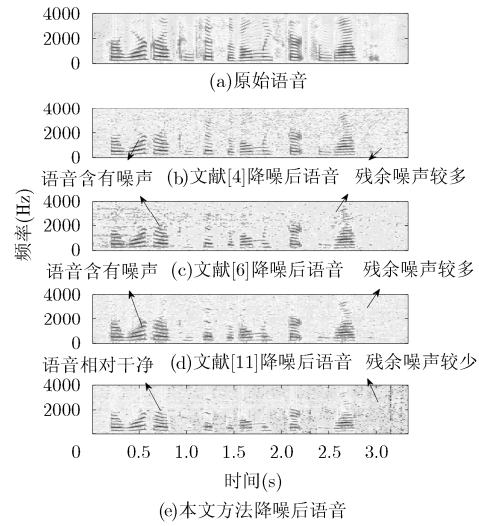 4000
2000
0
(a)原始语音
4000
2000
0
语音含有噪声 (b)文献[4]降噪后语音 残余噪声较多
4000
2000
0
语音含有噪声 (c)文献[6]降噪后语音 残余噪声较多
4000
2000
0
语音相对干净 (d)文献[11]降噪后语音 残余噪声较少
4000
2000
0 0.5 1.0 1.5 2.0 2.5 3.0
频率(Hz)
时间(s)
(e)本文方法降噪后语音